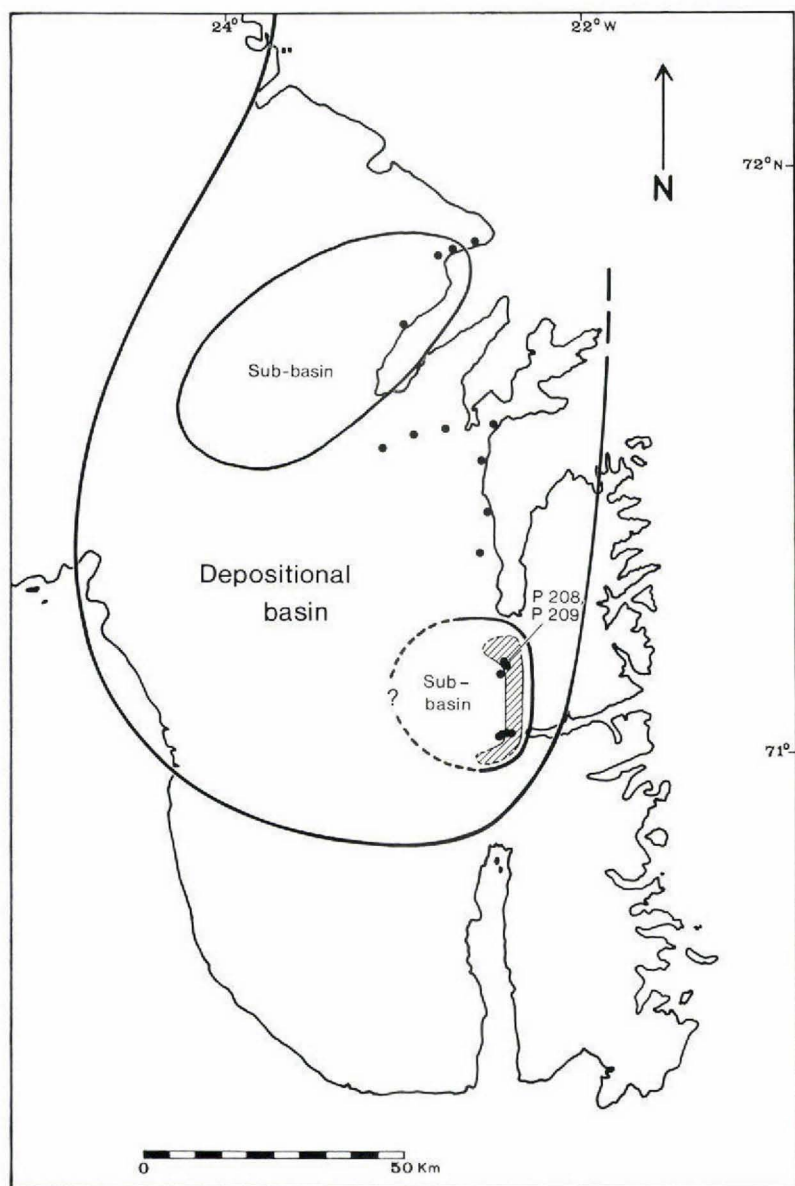 24°
22°W
72°N
N
Sub-basin
Depositional
basin
P 208,
P 209
Sub-
basin
?
71°
0
50 Km